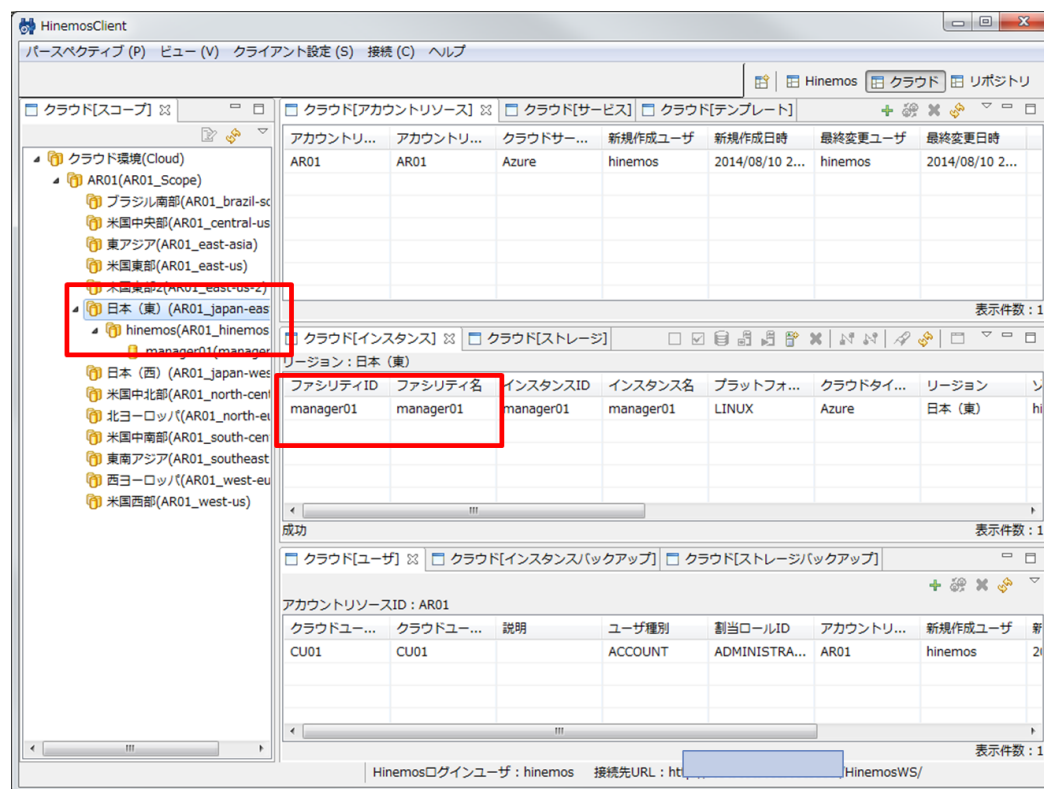 HinemosClient
パースペクティブ (P) ビュー (V) クライアント設定 (S) 接続 (C) ヘルプ
Hinemos クラウド リポジトリ
クラウド[スコープ]
クラウド環境(Cloud)
AR01(AR01_Scope)
ブラジル南部(AR01_brazil-so
米国中央部(AR01_central-us
東アジア(AR01_east-asia)
米国東部(AR01_east-us)
米国東部2(AR01_east-us-2)
日本（東）(AR01_japan-eas
hinemos(AR01_hinemos
manager01(manager
日本（西）(AR01_japan-wes
米国中北部(AR01_north-cent
北ヨーロッパ(AR01_north-eu
米国中南部(AR01_south-cen
東南アジア(AR01_southeast
西ヨーロッパ(AR01_west-eu
米国西部(AR01_west-us)
クラウド[アカウントリソース] クラウド[サービス] クラウド[テンプレート]
アカウントリ... アカウントリ... クラウドサー... 新規作成ユーザ 新規作成日時 最終変更ユーザ 最終変更日時
AR01 AR01 Azure hinemos 2014/08/10 2... hinemos 2014/08/10 2...
表示件数 : 1
クラウド[インスタンス] クラウド[ストレージ]
リージョン : 日本（東）
ファシリティID ファシリティ名 インスタンスID インスタンス名 プラットフォ... クラウドタイ... リージョン ソ
manager01 manager01 manager01 manager01 LINUX Azure 日本（東） hi
成功 表示件数 : 1
クラウド[ユーザ] クラウド[インスタンスバックアップ] クラウド[ストレージバックアップ]
アカウントリソースID : AR01
クラウドユー... クラウドユー... 説明 ユーザ種別 割当ロールID アカウントリ... 新規作成ユーザ 新
CU01 CU01 ACCOUNT ADMINISTRA... AR01 hinemos 20
表示件数 : 1
Hinemosログインユーザ : hinemos 接続先URL : htt /HinemosWS/